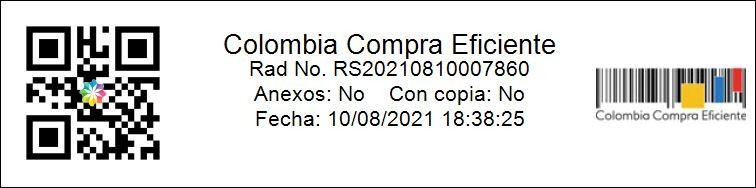 Colombia Compra Eficiente
Rad No. RS20210810007860
Anexos: No    Con copia: No
Fecha: 10/08/2021 18:38:25
Colombia Compra Eficiente